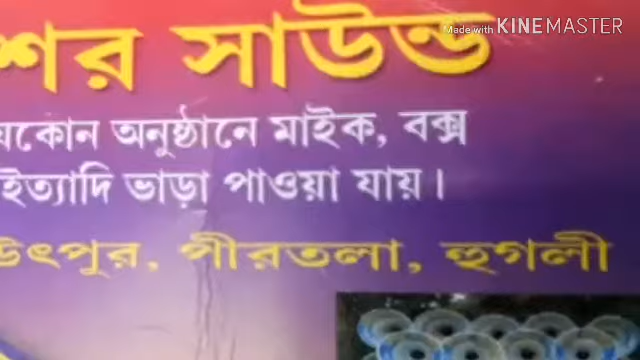 Made with KINEMASTER
শর সাউন্ড
যেকোন অনুষ্ঠানে মাইক, বক্স
ইত্যাদি ভাড়া পাওয়া যায়।
উৎপুর, পীরতলা, হুগলী